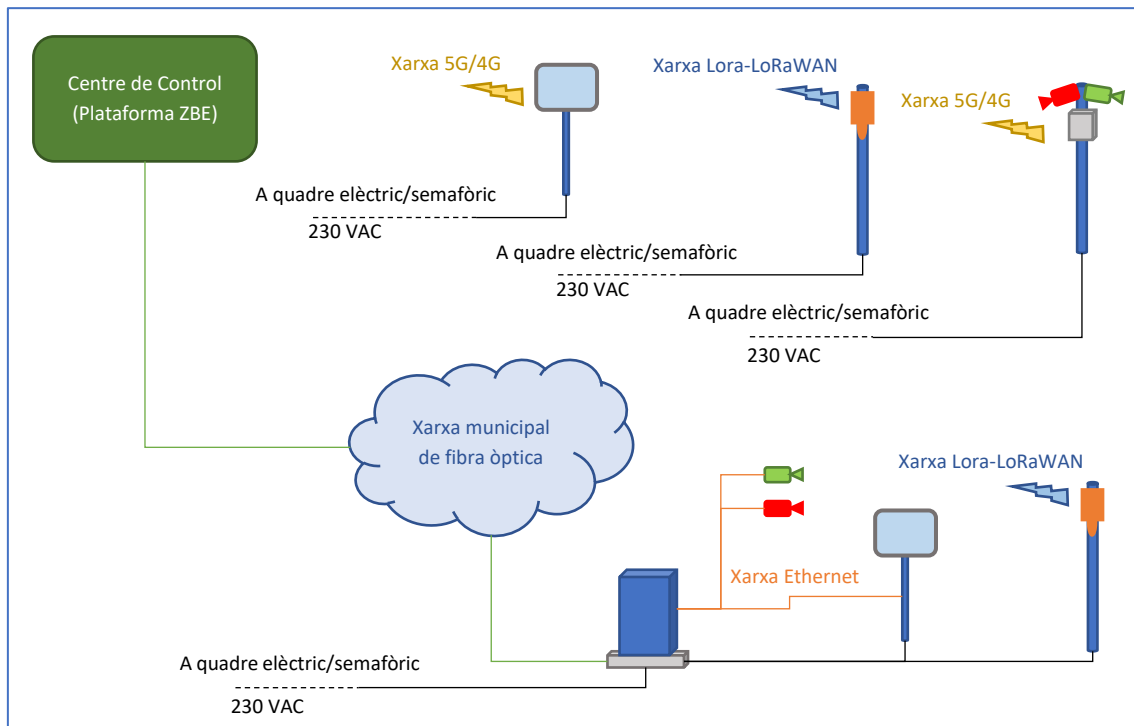 Centre de Control
(Plataforma ZBE)
Xarxa 5G/4G
Xarxa Lora-LoRaWAN
Xarxa 5G/4G
A quadre elèctric/semafòric
230 VAC
A quadre elèctric/semafòric
230 VAC
A quadre elèctric/semafòric
230 VAC
Xarxa municipal
de fibra òptica
Xarxa Lora-LoRaWAN
Xarxa Ethernet
A quadre elèctric/semafòric
230 VAC